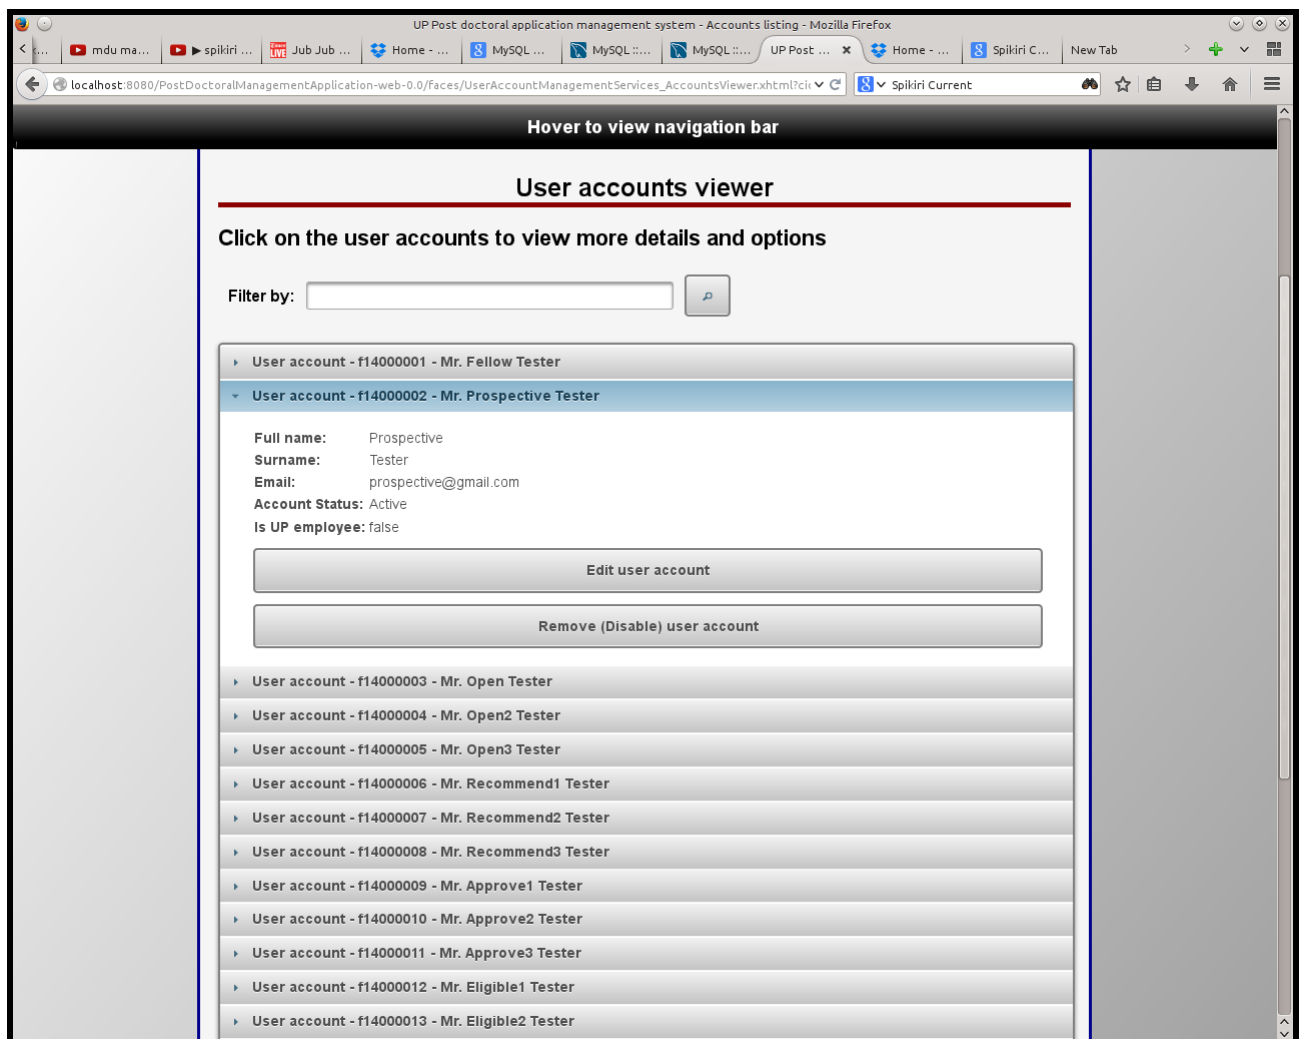 UP Post doctoral application management system - Accounts listing - Mozilla Firefox
mdu ma... ▶ spikiri ... Jub Jub ... Home - ... MySQL ... MySQL ::... MySQL ::... UP Post ... Home - ... Spikiri C... New Tab
localhost:8080/PostDoctoralManagementApplication-web-0.0/faces/UserAccountManagementServices_AccountsViewer.xhtml?ci Spikiri Current
Hover to view navigation bar
User accounts viewer
Click on the user accounts to view more details and options
Filter by:
User account - f14000001 - Mr. Fellow Tester
User account - f14000002 - Mr. Prospective Tester
Full name: Prospective
Surname: Tester
Email: prospective@gmail.com
Account Status: Active
Is UP employee: false
Edit user account
Remove (Disable) user account
User account - f14000003 - Mr. Open Tester
User account - f14000004 - Mr. Open2 Tester
User account - f14000005 - Mr. Open3 Tester
User account - f14000006 - Mr. Recommend1 Tester
User account - f14000007 - Mr. Recommend2 Tester
User account - f14000008 - Mr. Recommend3 Tester
User account - f14000009 - Mr. Approve1 Tester
User account - f14000010 - Mr. Approve2 Tester
User account - f14000011 - Mr. Approve3 Tester
User account - f14000012 - Mr. Eligible1 Tester
User account - f14000013 - Mr. Eligible2 Tester